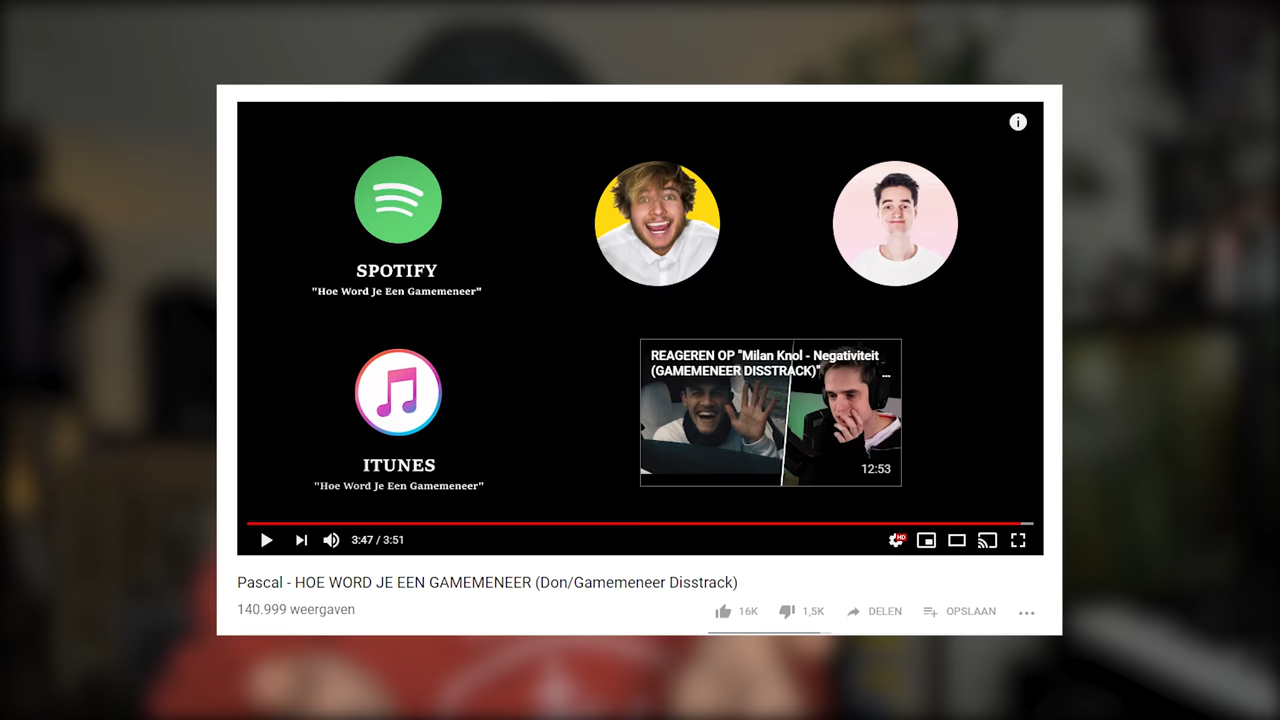 SPOTIFY
"Hoe Word Je Een Gamemeneer"
ITUNES
"Hoe Word Je Een Gamemeneer"
REAGEREN OP "Milan Knol - Negativiteit
(GAMEMENEER DISSTRACK)" ...
12:53
3:47 / 3:51
HD
Pascal - HOE WORD JE EEN GAMEMENEER (Don/Gamemeneer Disstrack)
140.999 weergaven
16K
1,5K
DELEN
OPSLAAN